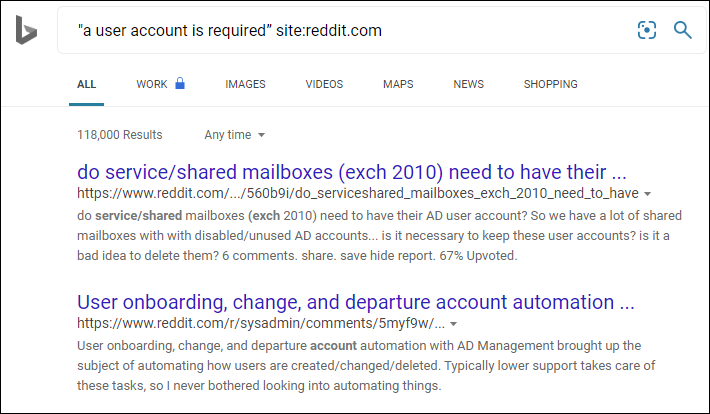 "a user account is required” site:reddit.com
ALL WORK IMAGES VIDEOS MAPS NEWS SHOPPING
118,000 Results Any time
do service/shared mailboxes (exch 2010) need to have their ...
https://www.reddit.com/.../560b9i/do_serviceshared_mailboxes_exch_2010_need_to_have
do service/shared mailboxes (exch 2010) need to have their AD user account? So we have a lot of shared
mailboxes with with disabled/unused AD accounts... is it necessary to keep these user accounts? is it a
bad idea to delete them? 6 comments. share. save hide report. 67% Upvoted.
User onboarding, change, and departure account automation ...
https://www.reddit.com/r/sysadmin/comments/5myf9w/...
User onboarding, change, and departure account automation with AD Management brought up the
subject of automating how users are created/changed/deleted. Typically lower support takes care of
these tasks, so I never bothered looking into automating things.